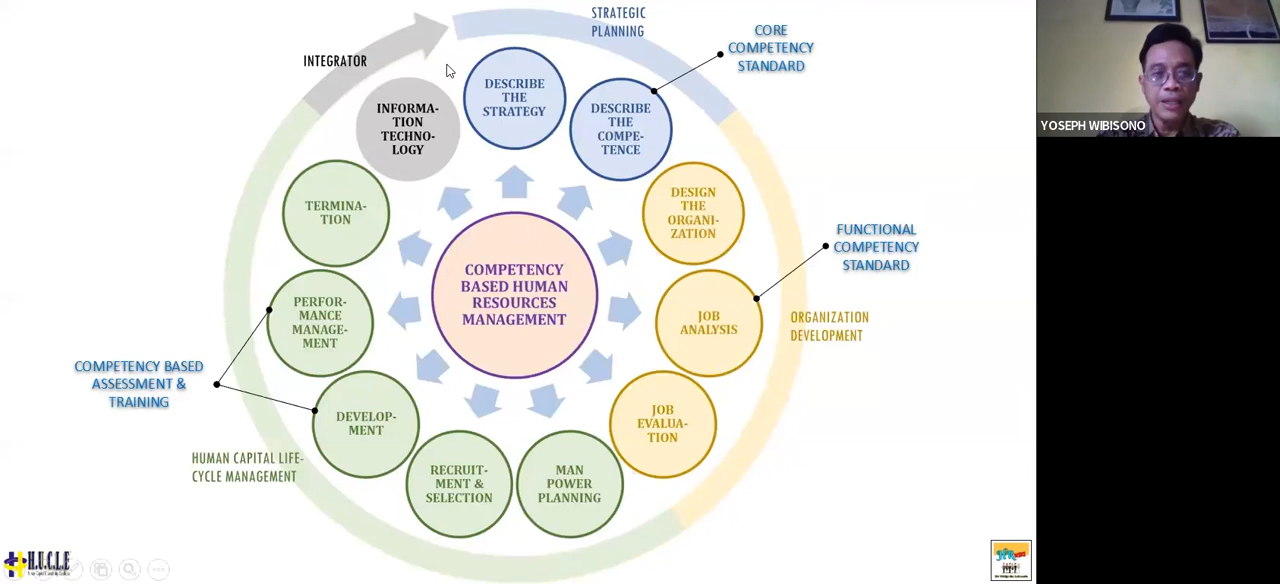 STRATEGIC
PLANNING
CORE
COMPETENCY
STANDARD
INTEGRATOR
DESCRIBE
THE
STRATEGY
DESCRIBE
THE
COMPE-
TENCE
INFORMA-
TION
TECHNO-
LOGY
YOSEPH WIBISONO
DESIGN
THE
ORGANI-
ZATION
TERMINA-
TION
FUNCTIONAL
COMPETENCY
STANDARD
COMPETENCY
BASED HUMAN
RESOURCES
MANAGEMENT
PERFOR-
MANCE
MANAGE-
MENT
JOB
ANALYSIS
ORGANIZATION
DEVELOPMENT
COMPETENCY BASED
ASSESSMENT &
TRAINING
DEVELOP-
MENT
JOB
EVALUA-
TION
HUMAN CAPITAL LIFE-
CYCLE MANAGEMENT
RECRUIT-
MENT &
SELECTION
MAN
POWER
PLANNING
HUCLE